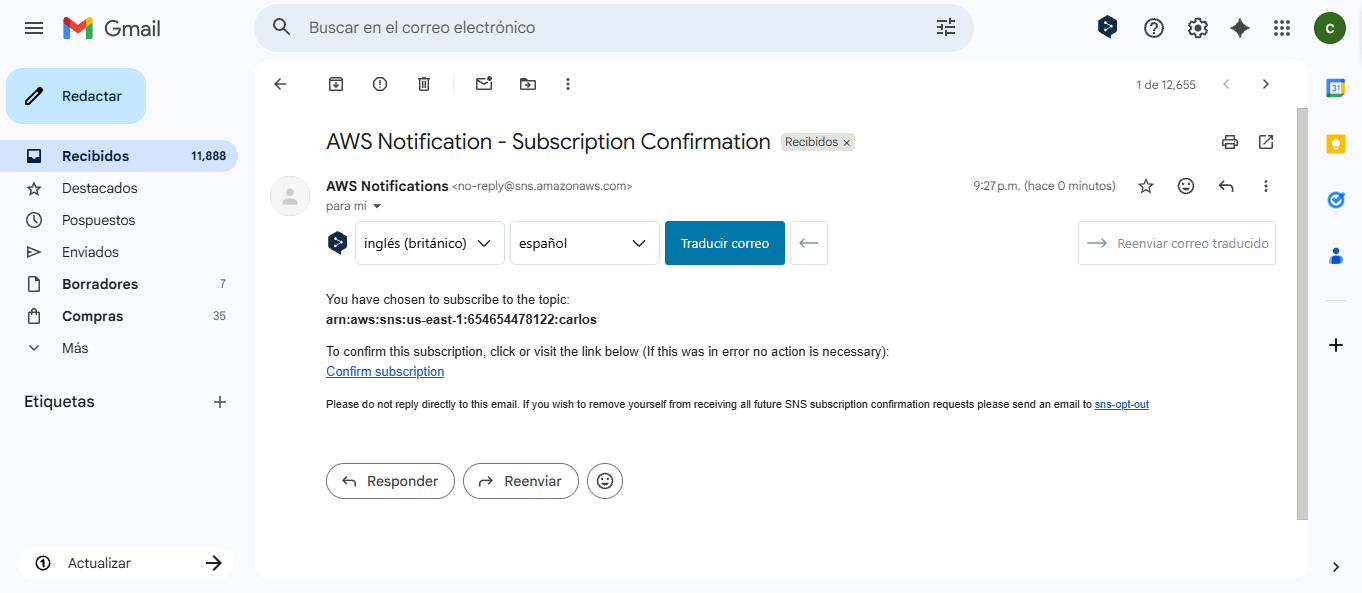 Gmail
Buscar en el correo electrónico
C
Redactar
1 de 12,655
Recibidos 11,888
Destacados
Pospuestos
Enviados
Borradores 7
Compras 35
Más
Etiquetas
Actualizar
AWS Notification - Subscription Confirmation Recibidos ×
AWS Notifications <no-reply@sns.amazonaws.com> 9:27 p.m. (hace 0 minutos)
para mí
inglés (británico) español Traducir correo Reenviar correo traducido
You have chosen to subscribe to the topic:
arn:aws:sns:us-east-1:654654478122:carlos
To confirm this subscription, click or visit the link below (If this was in error no action is necessary):
Confirm subscription
Please do not reply directly to this email. If you wish to remove yourself from receiving all future SNS subscription confirmation requests please send an email to sns-opt-out
Responder Reenviar
31